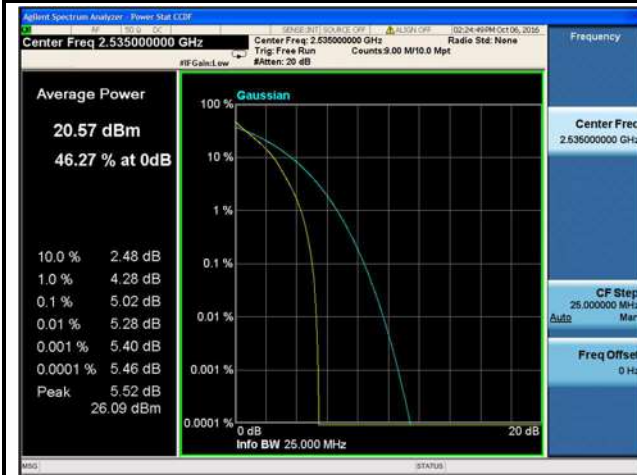 Agilent Spectrum Analyzer - Power Stat CCDF
RF 50 Ω DC SENSE:INT SOURCE OFF ALIGN OFF 02:24:49PM Oct 06, 2016
Center Freq 2.535000000 GHz
Center Freq: 2.535000000 GHz Radio Std: None
Trig: Free Run Counts:9.00 M/10.0 Mpt
#IFGain:Low #Atten: 20 dB
Frequency
Average Power
20.57 dBm
46.27 % at 0dB
10.0 % 2.48 dB
1.0 % 4.28 dB
0.1 % 5.02 dB
0.01 % 5.28 dB
0.001 % 5.40 dB
0.0001 % 5.46 dB
Peak 5.52 dB
26.09 dBm
Gaussian
100 %
10 %
1 %
0.1 %
0.01 %
0.001 %
0.0001 %
0 dB 20 dB
Info BW 25.000 MHz
Center Freq
2.535000000 GHz
CF Step
25.000000 MHz
Auto Man
Freq Offset
0 Hz
MSG STATUS